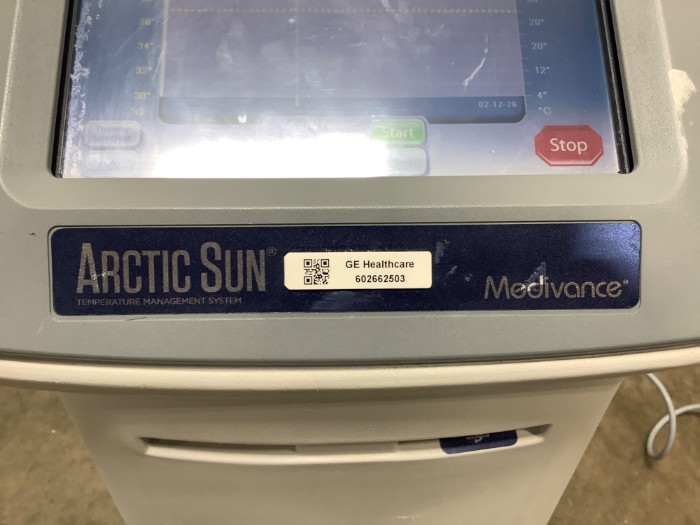 36°
34°
32°
30°
°C
28°
20°
12°
4°
°C
02-12-26
Start
Stop
ARCTIC SUN®
TEMPERATURE MANAGEMENT SYSTEM
GE Healthcare
602662503
Medivance®